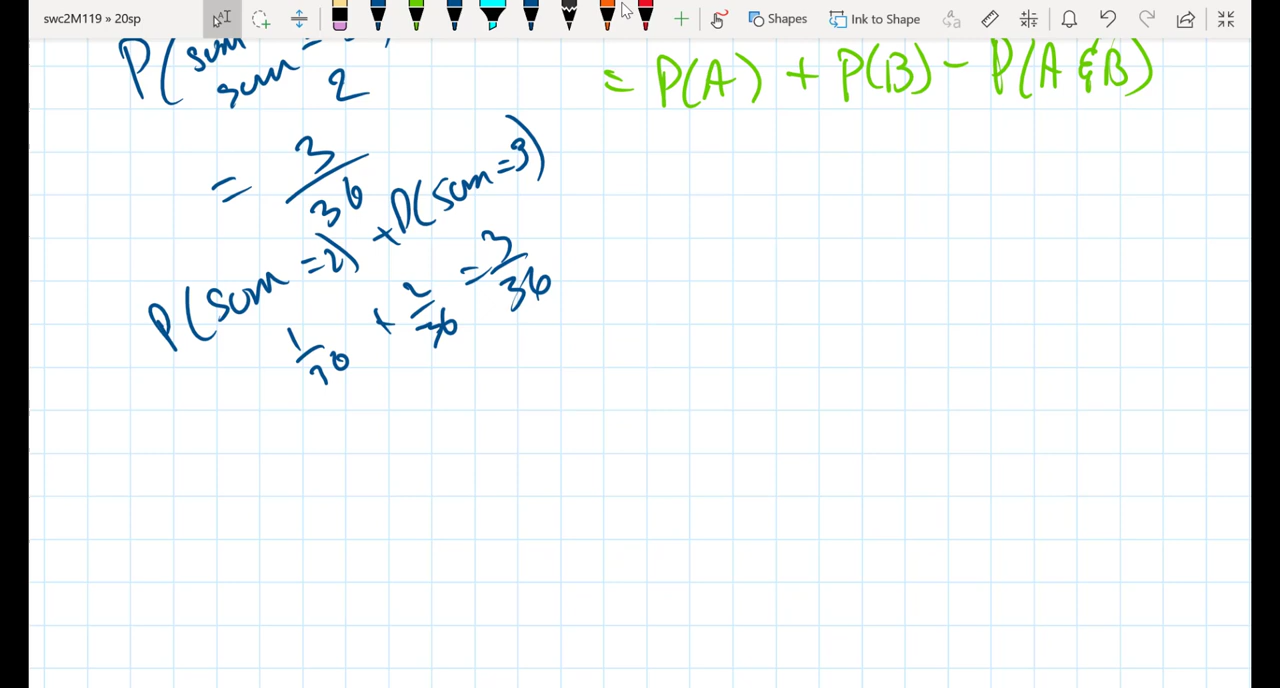 swc2M119 » 20sp
Shapes
Ink to Shape
P(sum =
sum = 2
= P(A) + P(B) - P(A & B)
= 3/36
P(sum = 2) + P(sum = 3)
1/36 + 2/36 = 3/36